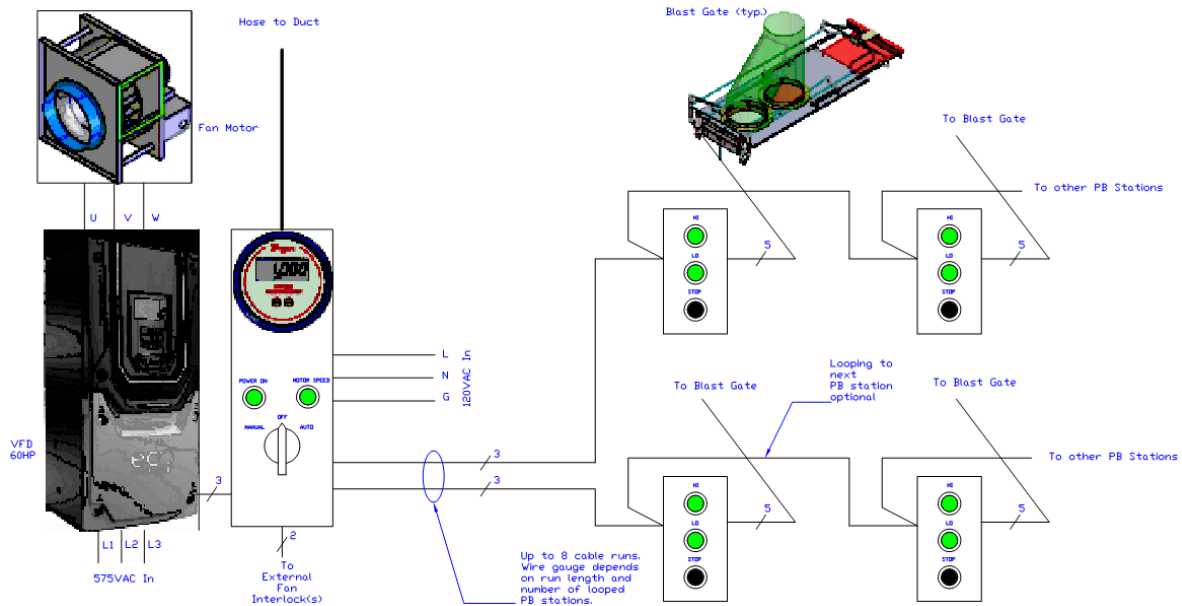 Hose to Duct
Blast Gate (typ.)
Fan Motor
To Blast Gate
To other PB Stations
U V W
HI
LO
STOP
5
HI
LO
STOP
5
L
N
G
120VAC In
POWER ON
MOTOR SPEED
OFF
MANUAL
AUTO
VFD
60HP
3
3
3
2
L1 L2 L3
575VAC In
To
External
Fan
Interlock(s)
Up to 8 cable runs.
Wire gauge depends
on run length and
number of looped
PB stations.
Looping to
next
PB station
optional
To Blast Gate
To Blast Gate
To other PB Stations
HI
LO
STOP
5
HI
LO
STOP
5